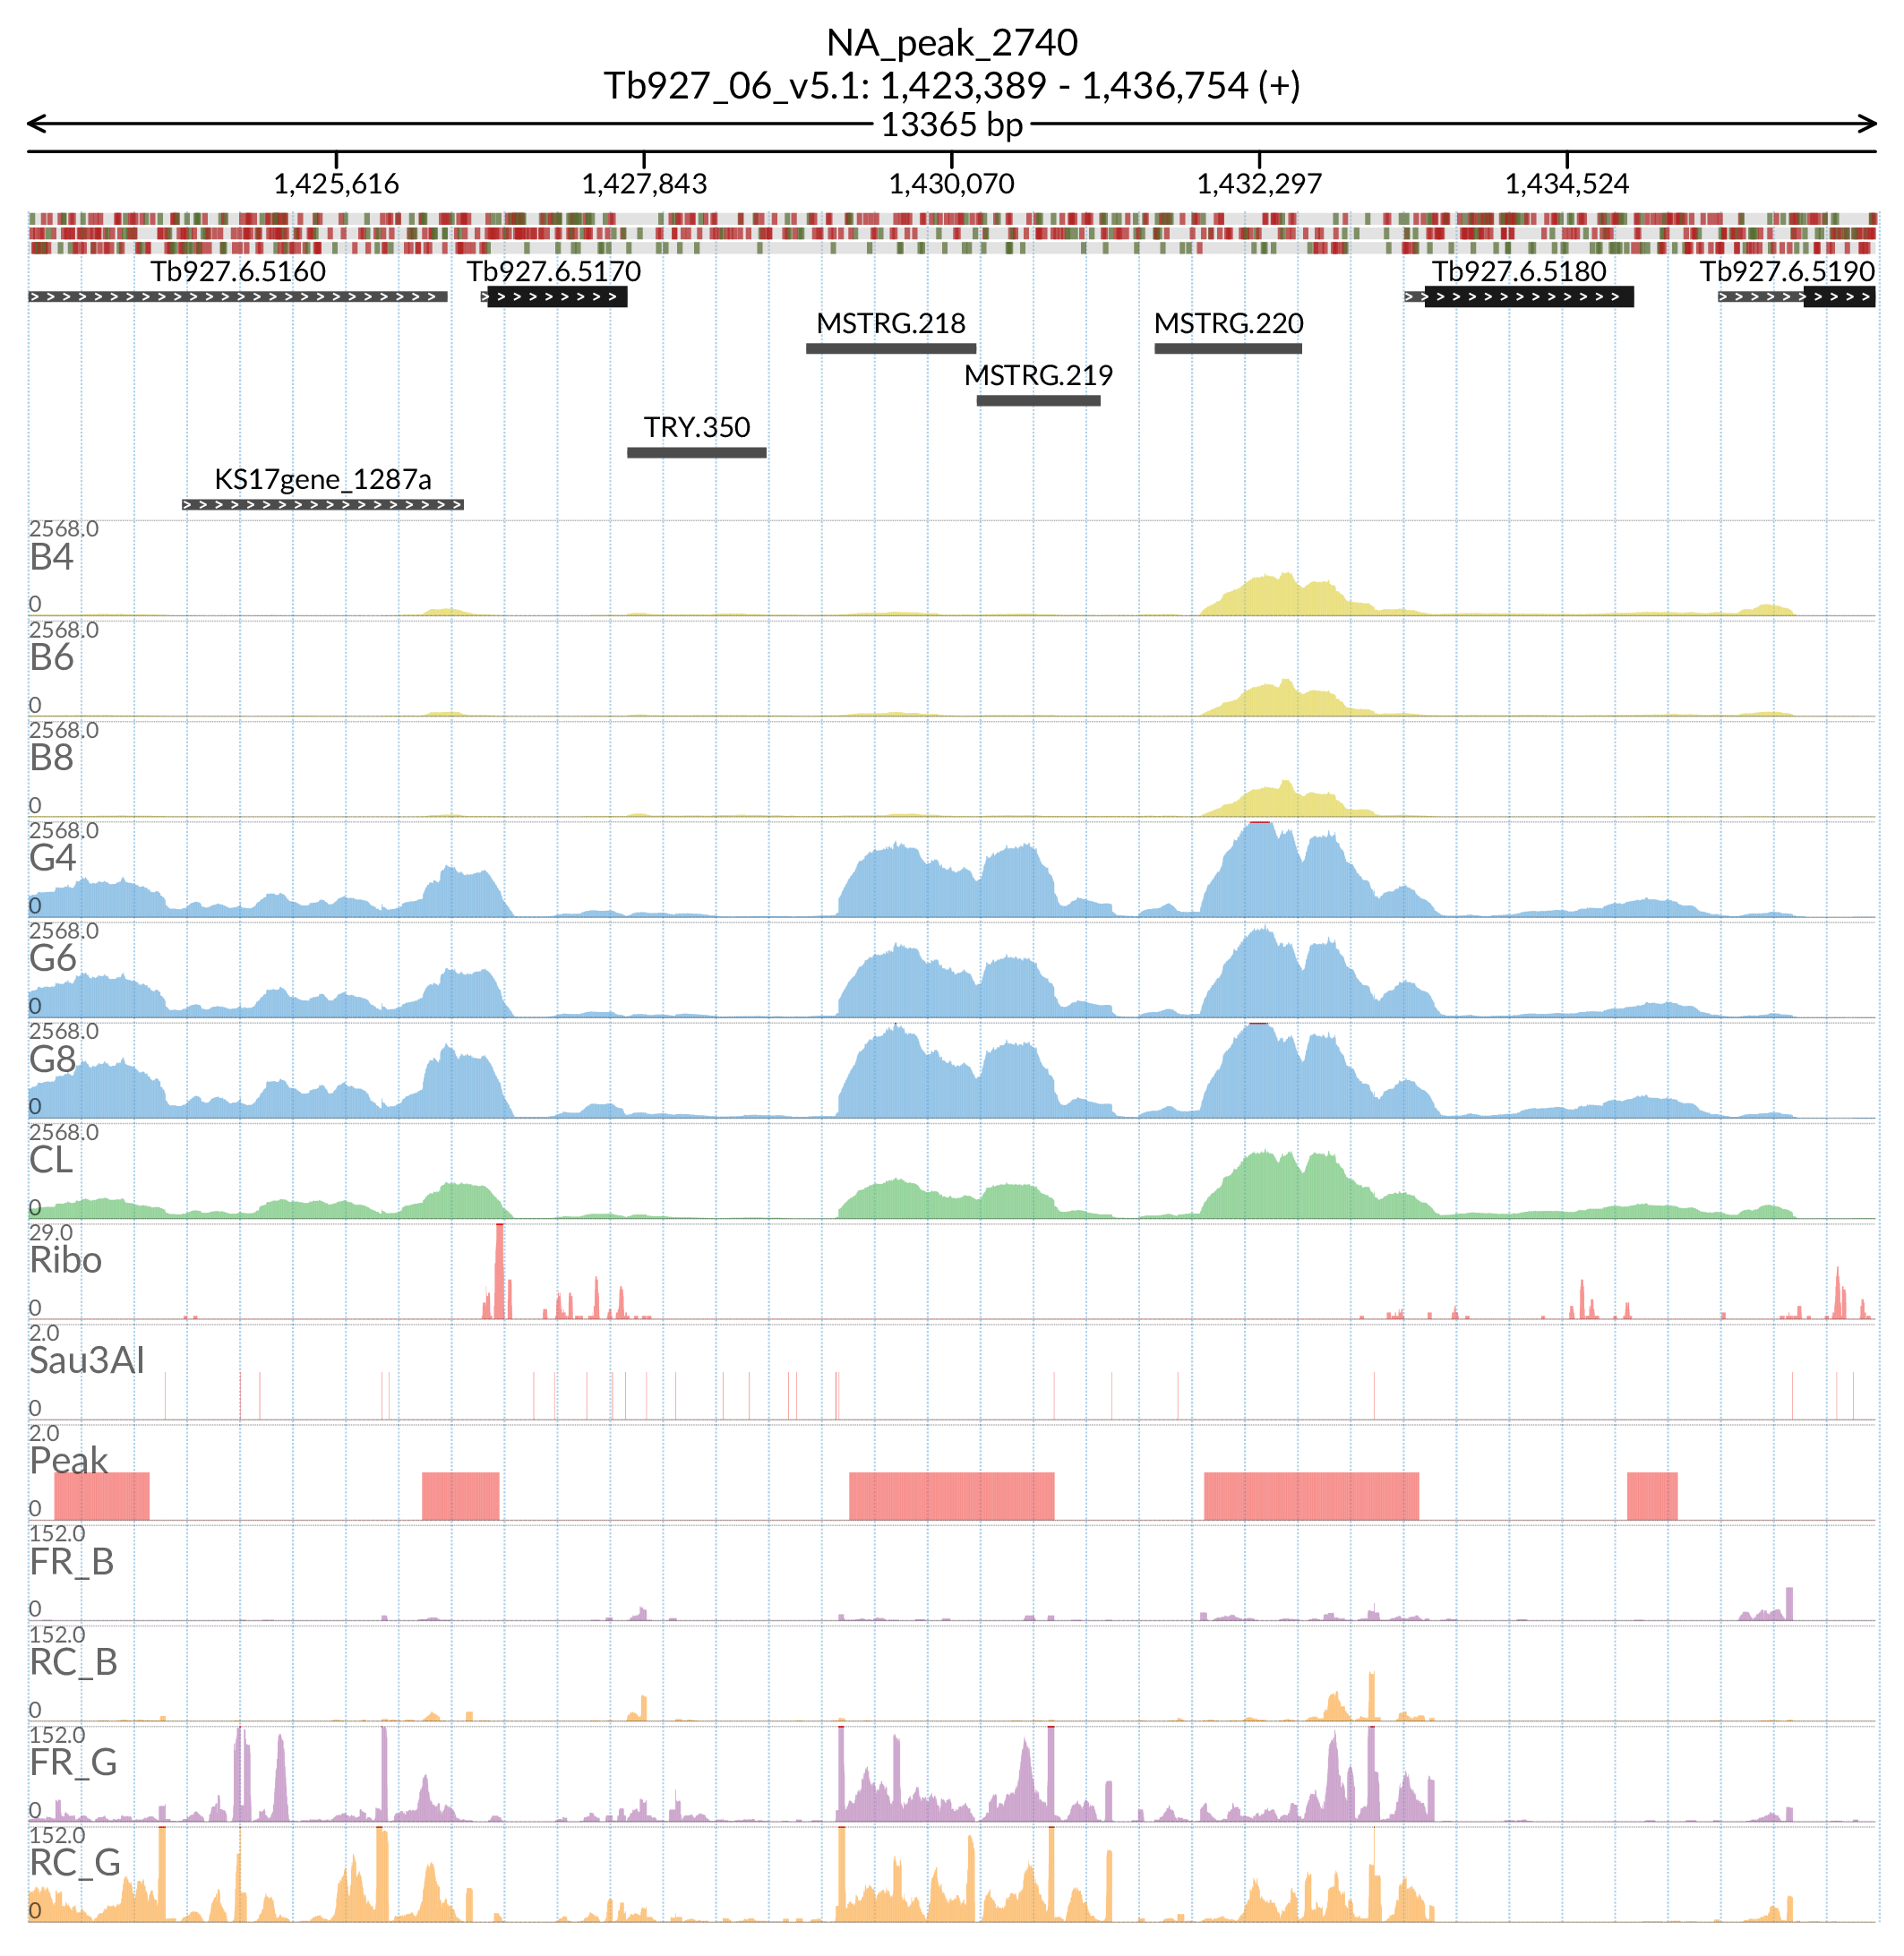 NA_peak_2740
Tb927_06_v5.1: 1,423,389 - 1,436,754 (+)
13365 bp
1,425,616 1,427,843 1,430,070 1,432,297 1,434,524
Tb927.6.5160 Tb927.6.5170 Tb927.6.5180 Tb927.6.5190
MSTRG.218 MSTRG.220
MSTRG.219
TRY.350
KS17gene_1287a
2568.0
B4
0
2568.0
B6
0
2568.0
B8
0
2568.0
G4
0
2568.0
G6
0
2568.0
G8
0
2568.0
CL
0
29.0
Ribo
0
2.0
Sau3AI
0
2.0
Peak
0
152.0
FR_B
0
152.0
RC_B
0
152.0
FR_G
0
152.0
RC_G
0